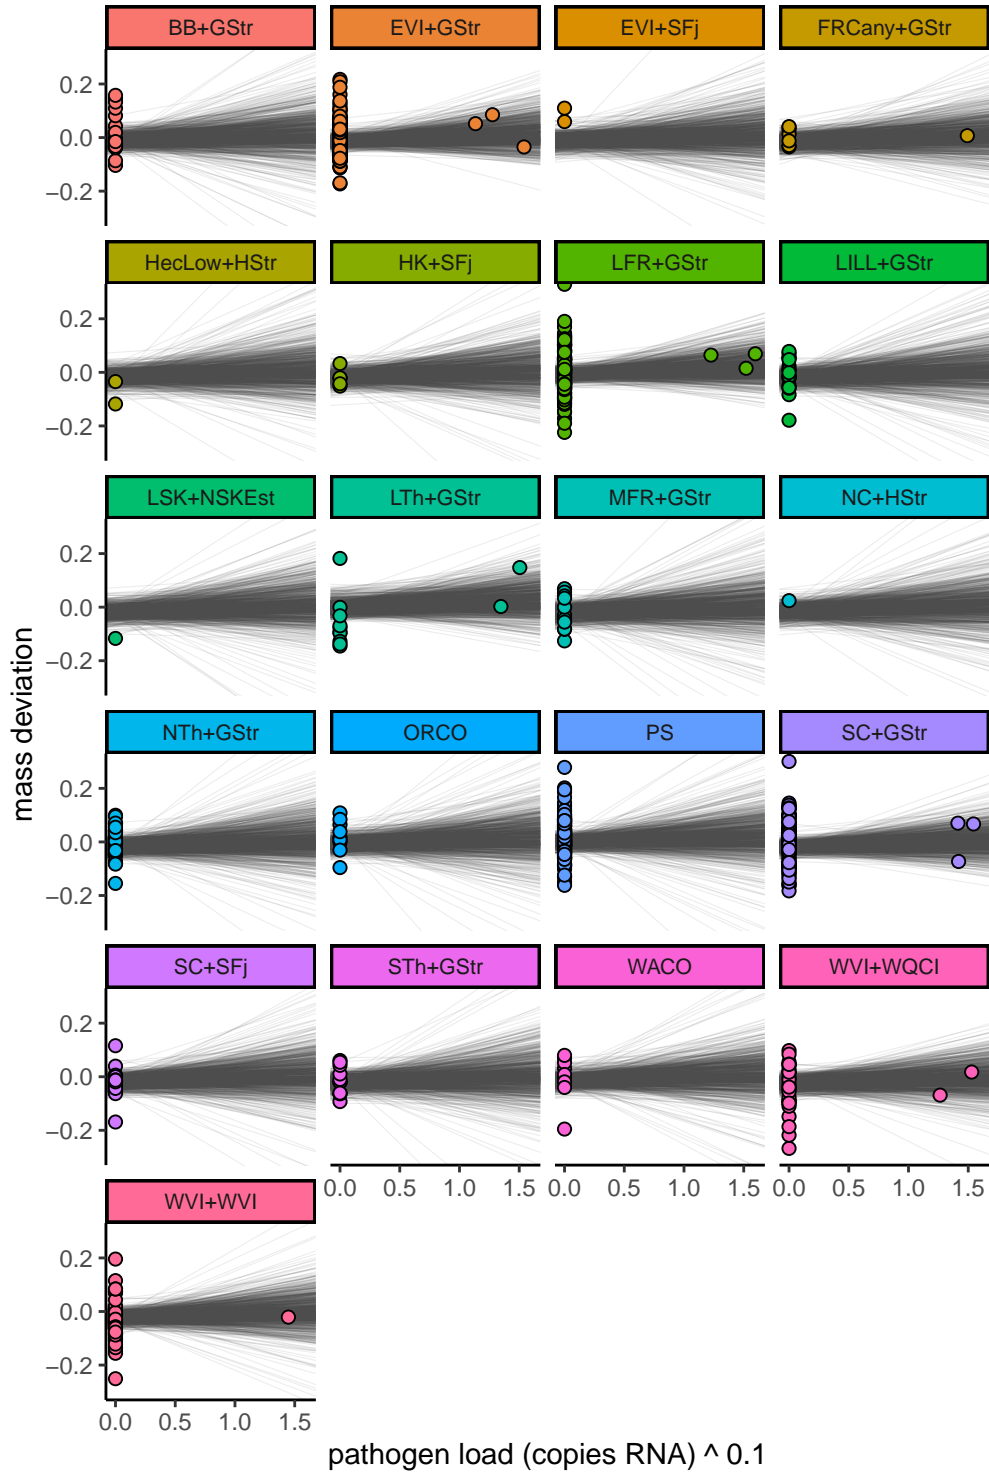 BB+GStr EVI+GStr EVI+SFj FRCany+GStr
0.2
0.0
−0.2
HecLow+HStr HK+SFj LFR+GStr LILL+GStr
0.2
0.0
−0.2
LSK+NSKEst LTh+GStr MFR+GStr NC+HStr
0.2
0.0
−0.2
mass deviation
NTh+GStr ORCO PS SC+GStr
0.2
0.0
−0.2
SC+SFj STh+GStr WACO WVI+WQCI
0.2
0.0
−0.2
0.0 0.5 1.0 1.5 0.0 0.5 1.0 1.5 0.0 0.5 1.0 1.5
WVI+WVI
0.2
0.0
−0.2
0.0 0.5 1.0 1.5
pathogen load (copies RNA) ^ 0.1